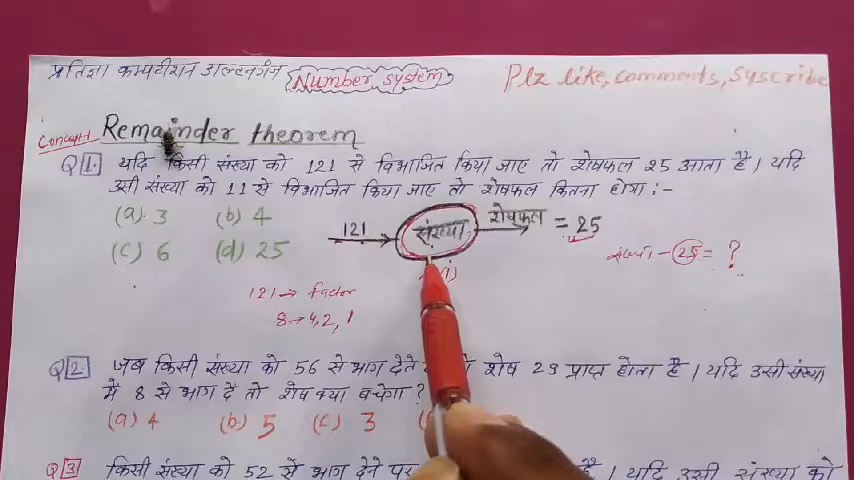 प्रतिज्ञा कम्पटीशन अल्टनगंज Number system Plz like, comments, Syscribe
Concept Remainder theorem
Q1. यदि किसी संख्या को 121 से विभाजित किया जाए तो शेषफल 25 आता है। यदि
उसी संख्या को 11 से विभाजित किया जाए तो शेषफल कितना होगा :-
(a) 3 (b) 4
(c) 6 (d) 25
121 संख्या शेषफल = 25
संख्या - 25 = ?
121 → factor
8 → 4, 2, 1
Q2 जब किसी संख्या को 56 से भाग देते शेष 29 प्राप्त होता है। यदि उसी संख्या
में 8 से भाग दें तो शेष क्या बचेगा ?
(a) 4 (b) 5 (c) 3
Q3 किसी संख्या को 52 से भाग देने पर है। यदि उसी संख्या को